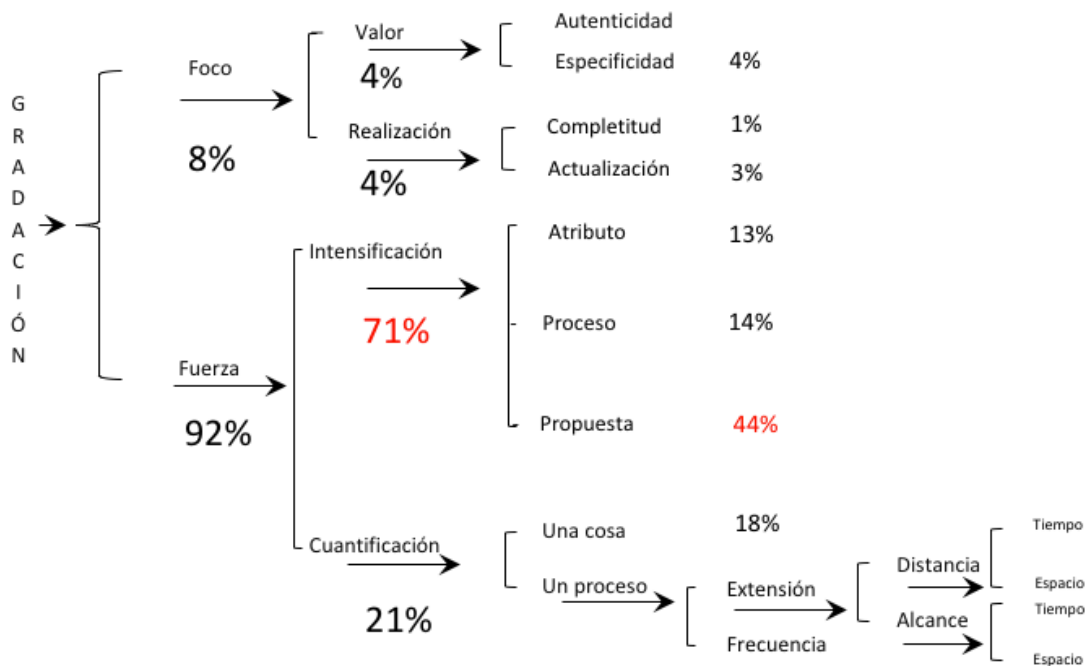 GRADACIÓN
Foco
8%
Valor
4%
Autenticidad
Especificidad 4%
Realización
4%
Completitud 1%
Actualización 3%
Fuerza
92%
Intensificación
71%
Atributo 13%
Proceso 14%
Propuesta 44%
Cuantificación
21%
Una cosa 18%
Un proceso
Extensión
Frecuencia
Distancia
Tiempo
Espacio
Alcance
Tiempo
Espacio